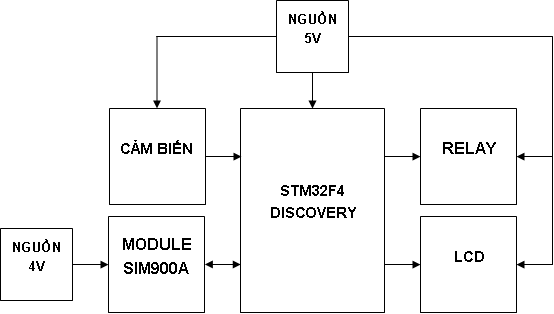 NGUỒN
5V
CẢM BIẾN
RELAY
STM32F4
DISCOVERY
NGUỒN
4V
MODULE
SIM900A
LCD